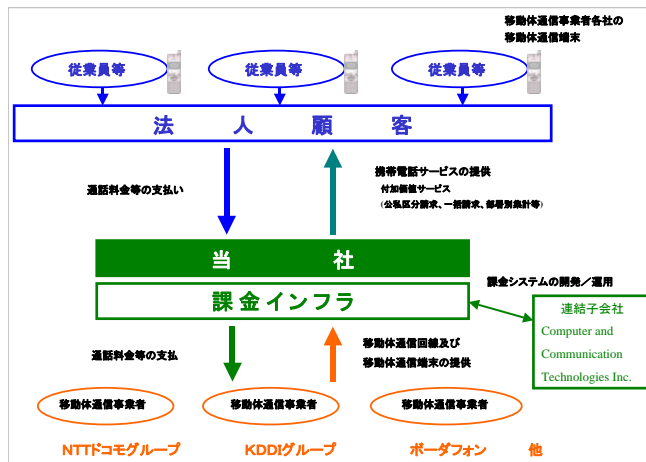 移動体通信事業者各社の
移動体通信端末
従業員等
従業員等
従業員等
法人顧客
通話料金等の支払い
携帯電話サービスの提供
付加価値サービス
(公私区分請求、一括請求、部署別集計等)
当社
課金インフラ
課金システムの開発／運用
連結子会社
Computer and
Communication
Technologies Inc.
通話料金等の支払
移動体通信回線及び
移動体通信端末の提供
移動体通信事業者
移動体通信事業者
移動体通信事業者
NTTドコモグループ
KDDIグループ
ボーダフォン
他